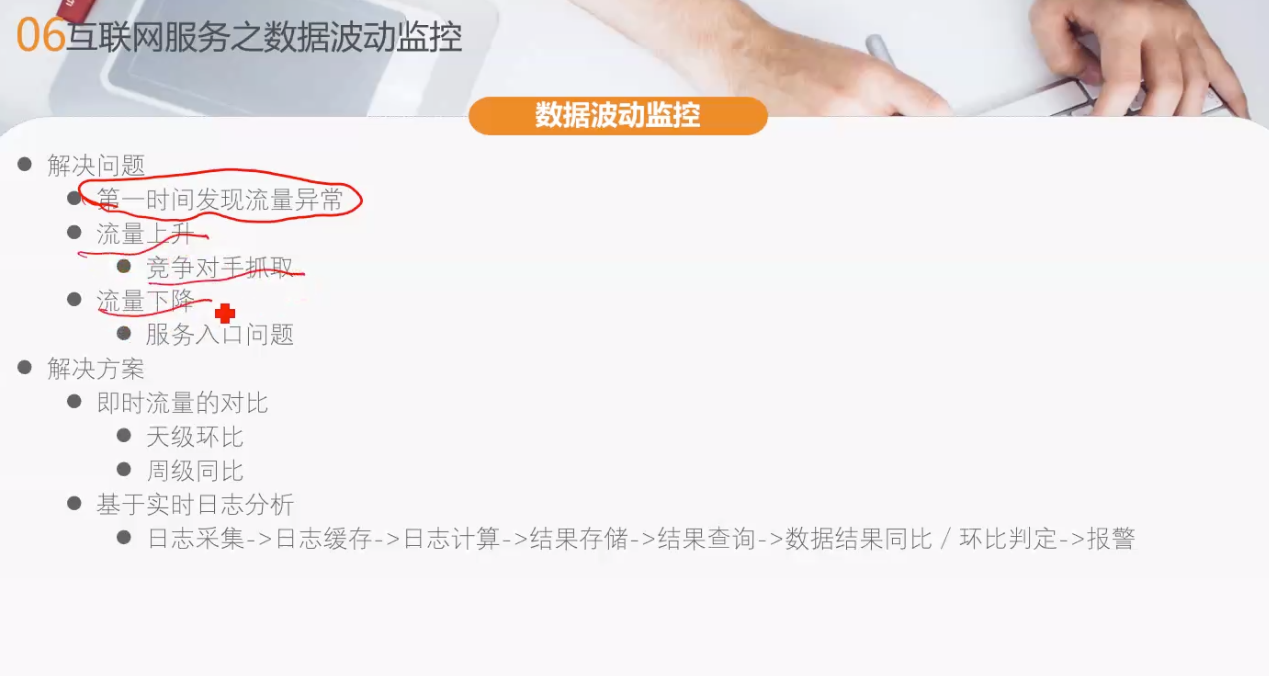 06互联网服务之数据波动监控
数据波动监控
解决问题
第一时间发现流量异常
流量上升
竞争对手抓取
流量下降
服务入口问题
解决方案
即时流量的对比
天级环比
周级同比
基于实时日志分析
日志采集->日志缓存->日志计算->结果存储->结果查询->数据结果同比 / 环比判定->报警